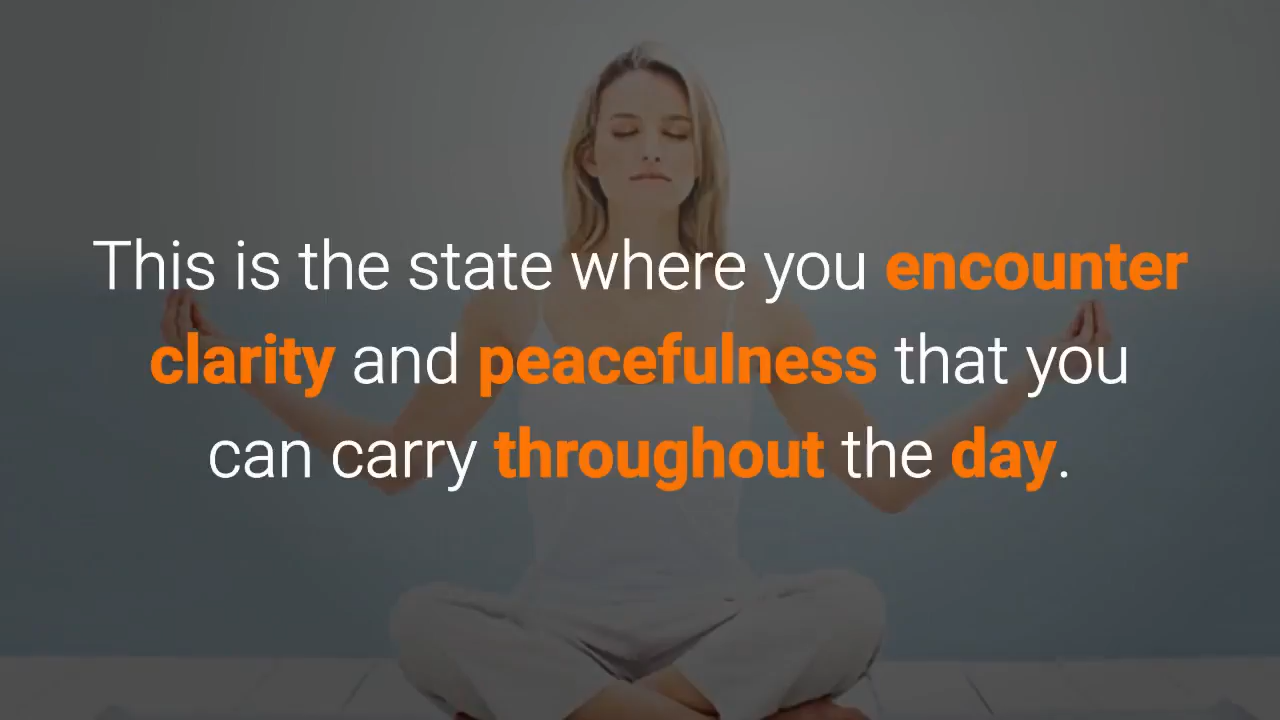 This is the state where you encounter
clarity and peacefulness that you
can carry throughout the day.